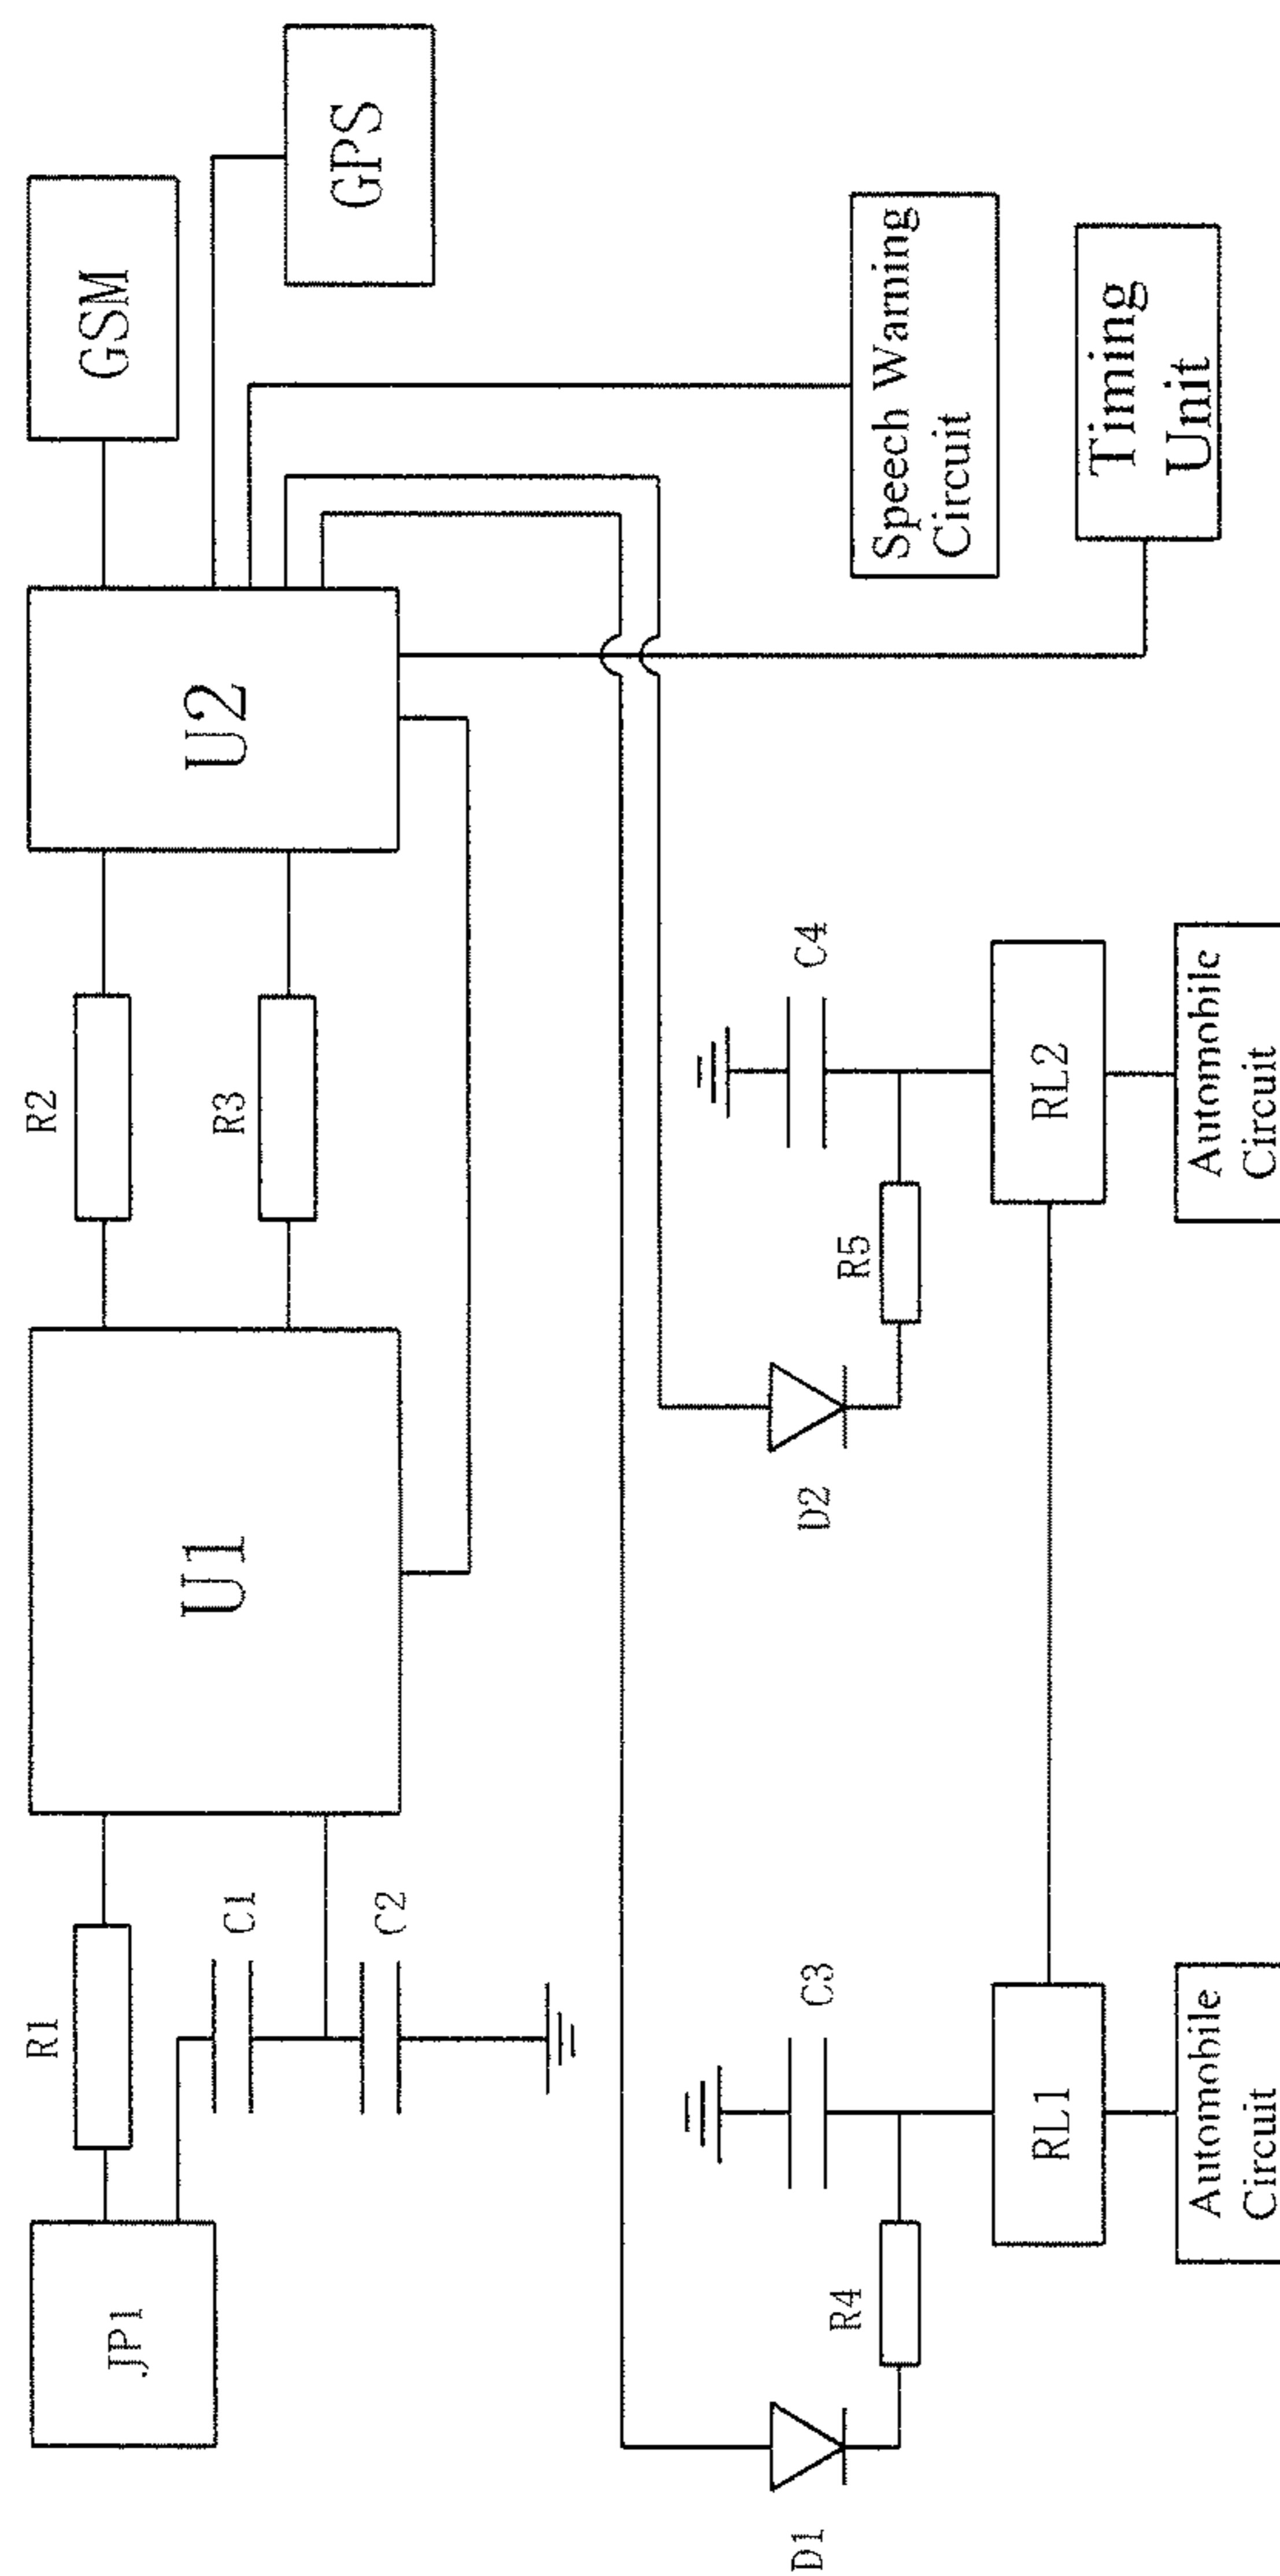 GSM
GPS
U2
Speech Warning
Circuit
Timing
Unit
R2
R3
U1
C4
RL2
Automobile
Circuit
R5
D2
R1
C1
C2
JP1
C3
RL1
Automobile
Circuit
R4
D1